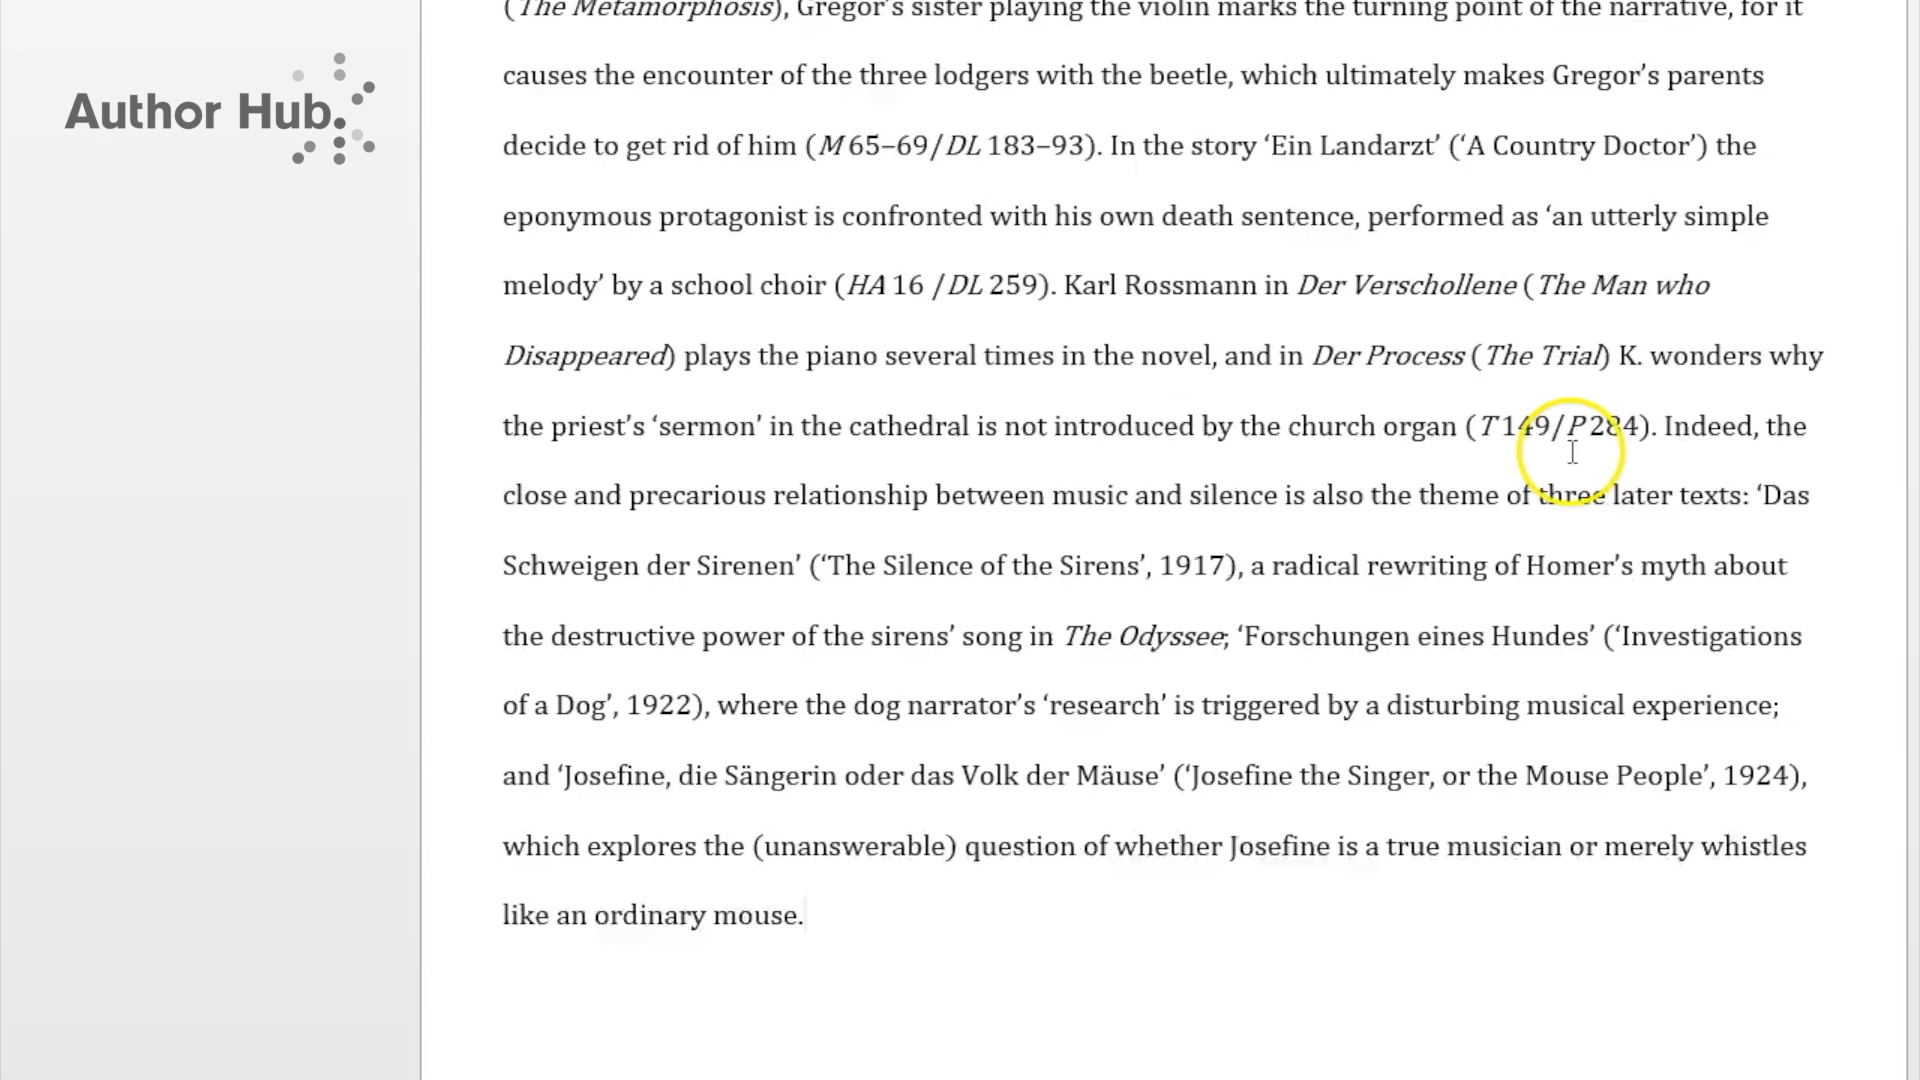 Author Hub.
(The Metamorphosis), Gregor’s sister playing the violin marks the turning point of the narrative, for it
causes the encounter of the three lodgers with the beetle, which ultimately makes Gregor’s parents
decide to get rid of him (M 65–69/DL 183–93). In the story ‘Ein Landarzt’ (‘A Country Doctor’) the
eponymous protagonist is confronted with his own death sentence, performed as ‘an utterly simple
melody’ by a school choir (HA 16 /DL 259). Karl Rossmann in Der Verschollene (The Man who
Disappeared) plays the piano several times in the novel, and in Der Process (The Trial) K. wonders why
the priest’s ‘sermon’ in the cathedral is not introduced by the church organ (T 149/P 284). Indeed, the
close and precarious relationship between music and silence is also the theme of three later texts: ‘Das
Schweigen der Sirenen’ (‘The Silence of the Sirens’, 1917), a radical rewriting of Homer’s myth about
the destructive power of the sirens’ song in The Odyssee; ‘Forschungen eines Hundes’ (‘Investigations
of a Dog’, 1922), where the dog narrator’s ‘research’ is triggered by a disturbing musical experience;
and ‘Josefine, die Sängerin oder das Volk der Mäuse’ (‘Josefine the Singer, or the Mouse People’, 1924),
which explores the (unanswerable) question of whether Josefine is a true musician or merely whistles
like an ordinary mouse.